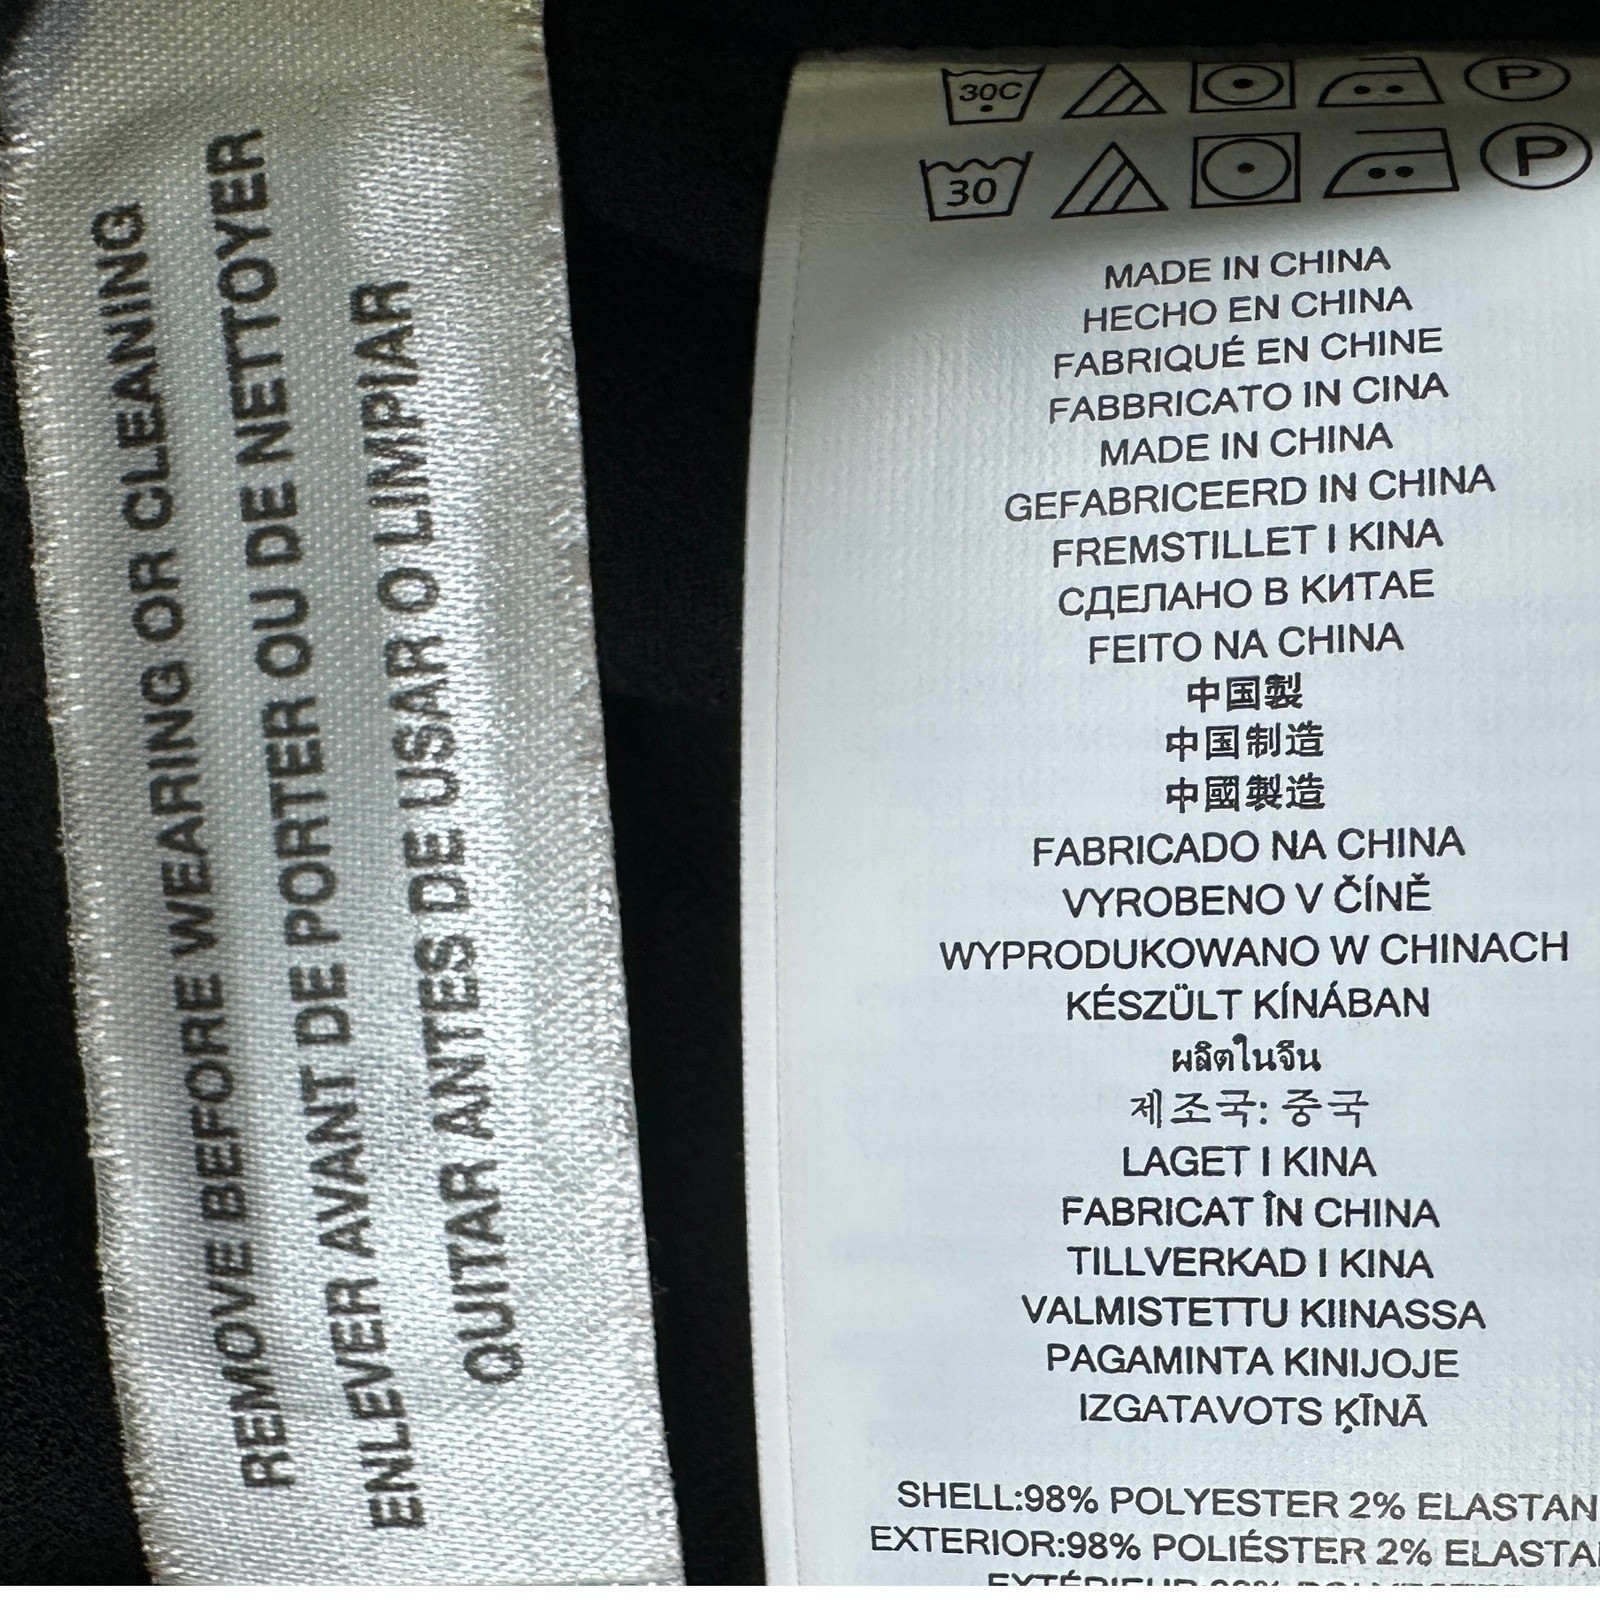 REMOVE BEFORE WEARING OR CLEANING
ENLEVER AVANT DE PORTER OU DE NETTOYER
QUITAR ANTES DE USAR O LIMPIAR
30C P
30 P
MADE IN CHINA
HECHO EN CHINA
FABRIQUÉ EN CHINE
FABBRICATO IN CINA
MADE IN CHINA
GEFABRICEERD IN CHINA
FREMSTILLET I KINA
СДЕЛАНО В КИТАЕ
FEITO NA CHINA
中国製
中国制造
中國製造
FABRICADO NA CHINA
VYROBENO V ČÍNĚ
WYPRODUKOWANO W CHINACH
KÉSZÜLT KÍNÁBAN
ผลิตในจีน
제조국: 중국
LAGET I KINA
FABRICAT ÎN CHINA
TILLVERKAD I KINA
VALMISTETTU KIINASSA
PAGAMINTA KINIJOJE
IZGATAVOTS ĶĪNĀ
SHELL:98% POLYESTER 2% ELASTAN
EXTERIOR:98% POLIÉSTER 2% ELASTA